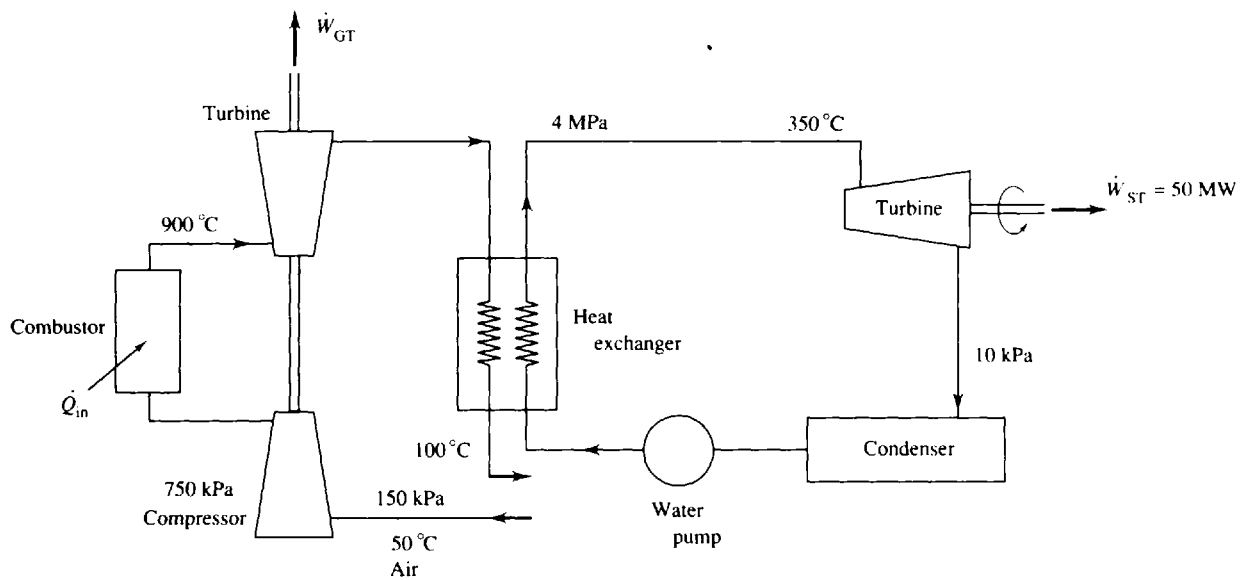 Ẇ_GT
Turbine
4 MPa
350 °C
Turbine
Ẇ_ST = 50 MW
900 °C
Combustor
Heat
exchanger
Q̇_in
10 kPa
100 °C
Condenser
750 kPa
Compressor
150 kPa
50 °C
Air
Water
pump